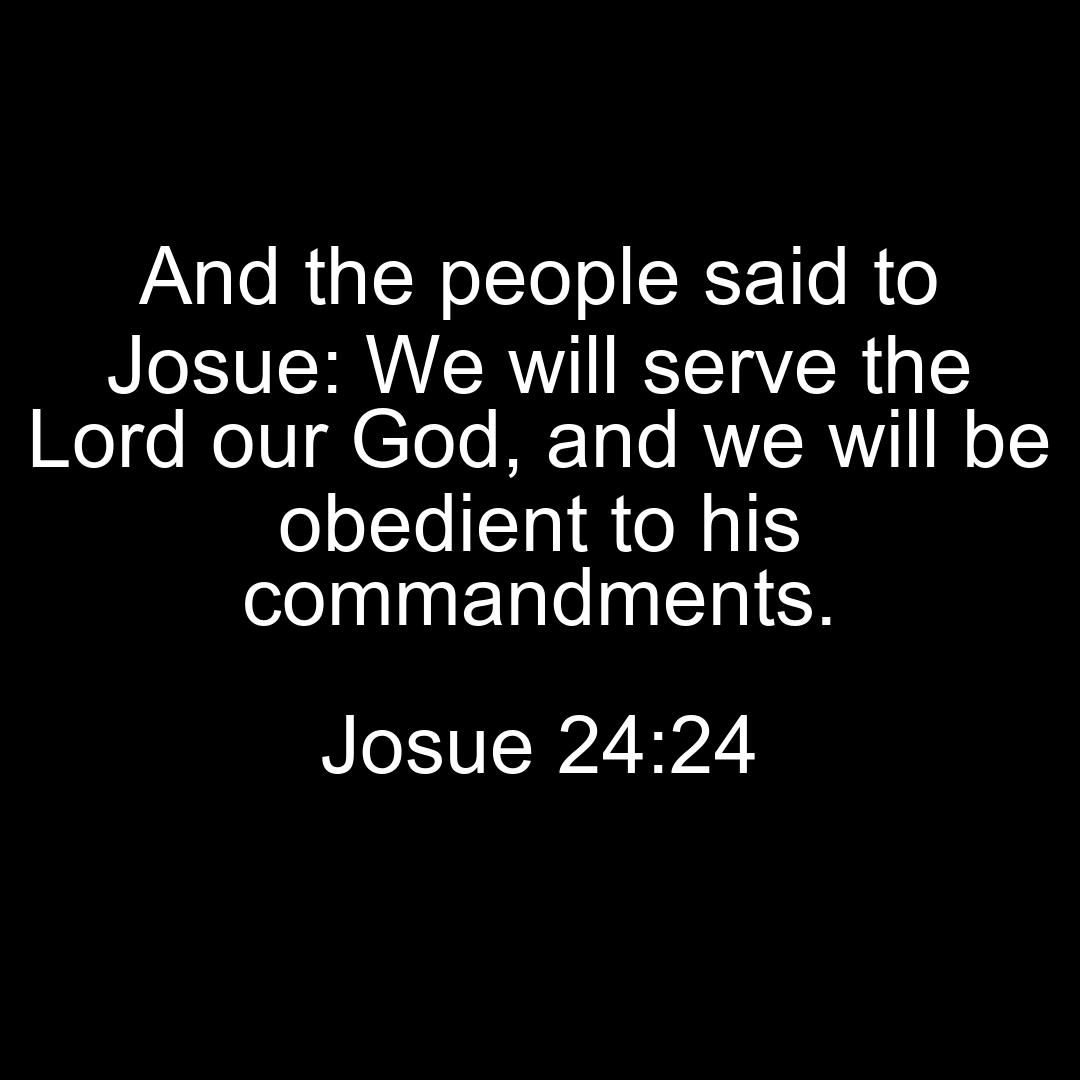 And the people said to
Josue: We will serve the
Lord our God, and we will be
obedient to his
commandments.
Josue 24:24